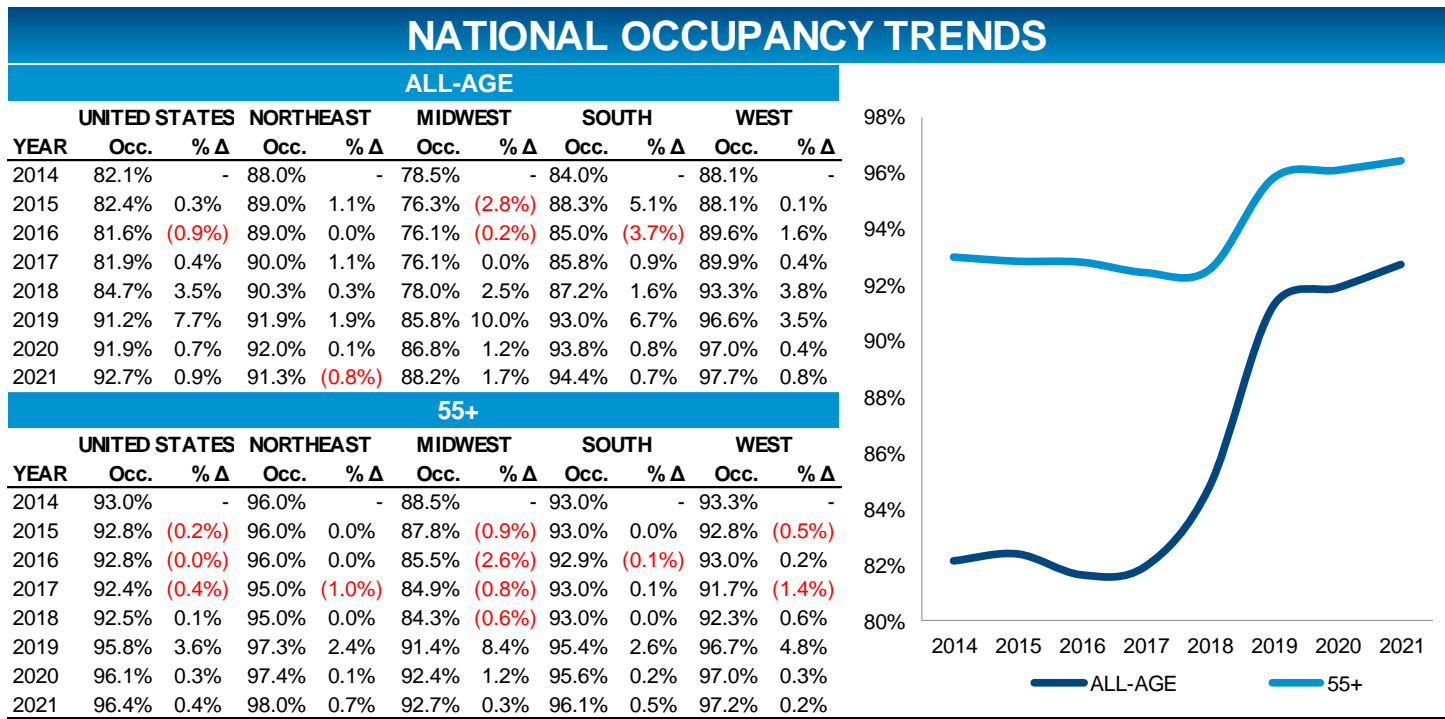 NATIONAL OCCUPANCY TRENDS
ALL-AGE
UNITED STATES NORTHEAST MIDWEST SOUTH WEST
YEAR Occ. % Δ Occ. % Δ Occ. % Δ Occ. % Δ Occ. % Δ
2014 82.1% - 88.0% - 78.5% - 84.0% - 88.1% -
2015 82.4% 0.3% 89.0% 1.1% 76.3% (2.8%) 88.3% 5.1% 88.1% 0.1%
2016 81.6% (0.9%) 89.0% 0.0% 76.1% (0.2%) 85.0% (3.7%) 89.6% 1.6%
2017 81.9% 0.4% 90.0% 1.1% 76.1% 0.0% 85.8% 0.9% 89.9% 0.4%
2018 84.7% 3.5% 90.3% 0.3% 78.0% 2.5% 87.2% 1.6% 93.3% 3.8%
2019 91.2% 7.7% 91.9% 1.9% 85.8% 10.0% 93.0% 6.7% 96.6% 3.5%
2020 91.9% 0.7% 92.0% 0.1% 86.8% 1.2% 93.8% 0.8% 97.0% 0.4%
2021 92.7% 0.9% 91.3% (0.8%) 88.2% 1.7% 94.4% 0.7% 97.7% 0.8%
55+
UNITED STATES NORTHEAST MIDWEST SOUTH WEST
YEAR Occ. % Δ Occ. % Δ Occ. % Δ Occ. % Δ Occ. % Δ
2014 93.0% - 96.0% - 88.5% - 93.0% - 93.3% -
2015 92.8% (0.2%) 96.0% 0.0% 87.8% (0.9%) 93.0% 0.0% 92.8% (0.5%)
2016 92.8% (0.0%) 96.0% 0.0% 85.5% (2.6%) 92.9% (0.1%) 93.0% 0.2%
2017 92.4% (0.4%) 95.0% (1.0%) 84.9% (0.8%) 93.0% 0.1% 91.7% (1.4%)
2018 92.5% 0.1% 95.0% 0.0% 84.3% (0.6%) 93.0% 0.0% 92.3% 0.6%
2019 95.8% 3.6% 97.3% 2.4% 91.4% 8.4% 95.4% 2.6% 96.7% 4.8%
2020 96.1% 0.3% 97.4% 0.1% 92.4% 1.2% 95.6% 0.2% 97.0% 0.3%
2021 96.4% 0.4% 98.0% 0.7% 92.7% 0.3% 96.1% 0.5% 97.2% 0.2%
98%
96%
94%
92%
90%
88%
86%
84%
82%
80%
2014 2015 2016 2017 2018 2019 2020 2021
ALL-AGE 55+